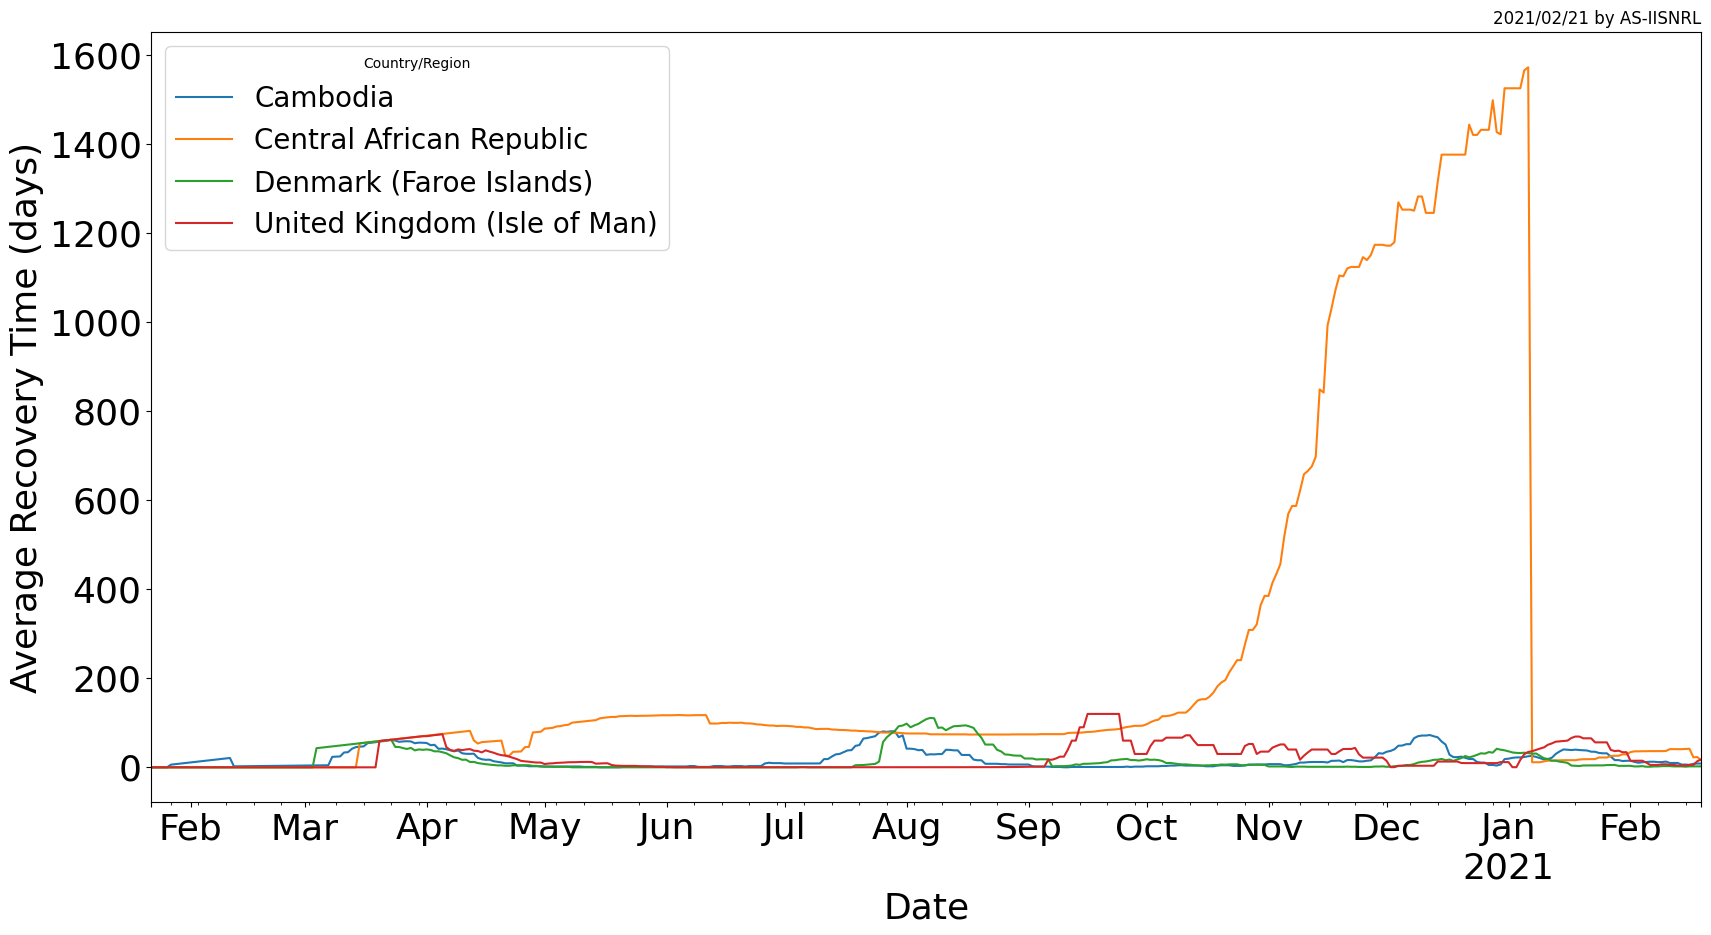 2021/02/21 by AS-IISNRL
Country/Region
Cambodia
Central African Republic
Denmark (Faroe Islands)
United Kingdom (Isle of Man)
Average Recovery Time (days)
1600
1400
1200
1000
800
600
400
200
0
Feb Mar Apr May Jun Jul Aug Sep Oct Nov Dec Jan Feb
2021
Date